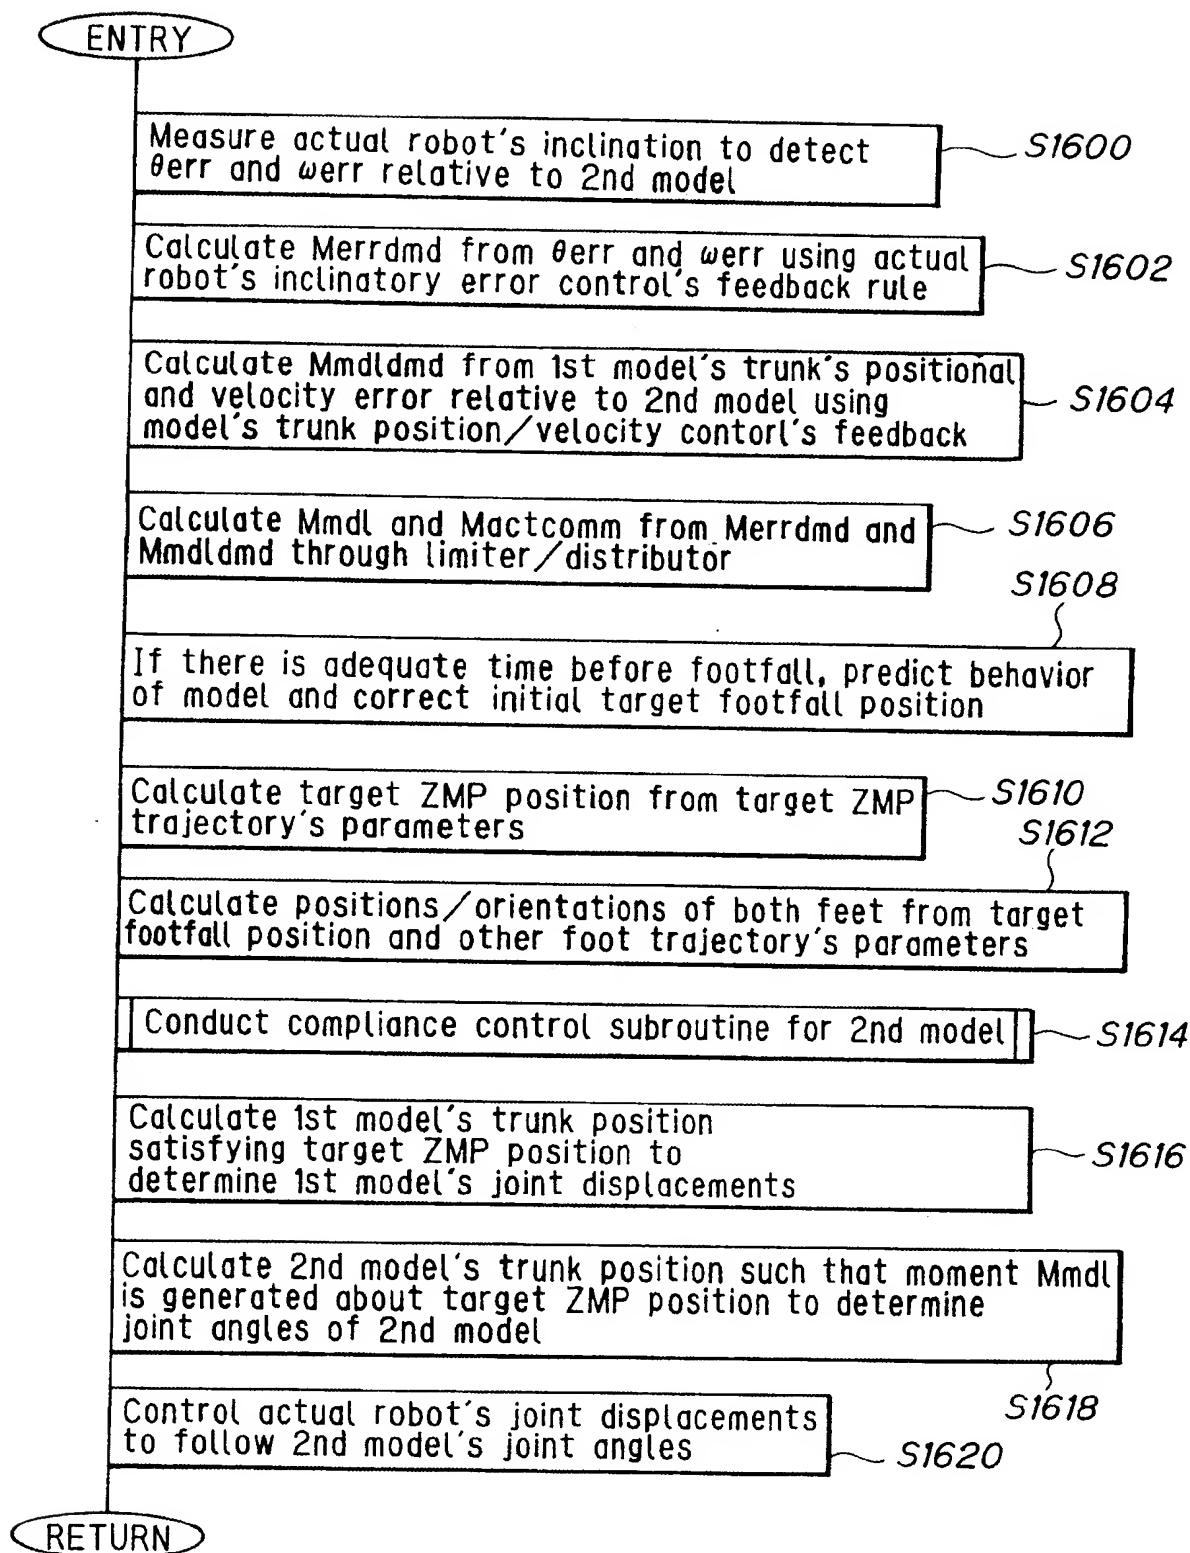 ENTRY
Measure actual robot's inclination to detect
θerr and ωerr relative to 2nd model
S1600
Calculate Merrdmd from θerr and ωerr using actual
robot's inclinatory error control's feedback rule
S1602
Calculate Mmdldmd from 1st model's trunk's positional
and velocity error relative to 2nd model using
model's trunk position/velocity contorl's feedback
S1604
Calculate Mmdl and Mactcomm from Merrdmd and
Mmdldmd through limiter/distributor
S1606
S1608
If there is adequate time before footfall, predict behavior
of model and correct initial target footfall position
Calculate target ZMP position from target ZMP
trajectory's parameters
S1610
S1612
Calculate positions/orientations of both feet from target
footfall position and other foot trajectory's parameters
Conduct compliance control subroutine for 2nd model
S1614
Calculate 1st model's trunk position
satisfying target ZMP position to
determine 1st model's joint displacements
S1616
Calculate 2nd model's trunk position such that moment Mmdl
is generated about target ZMP position to determine
joint angles of 2nd model
S1618
Control actual robot's joint displacements
to follow 2nd model's joint angles
S1620
RETURN